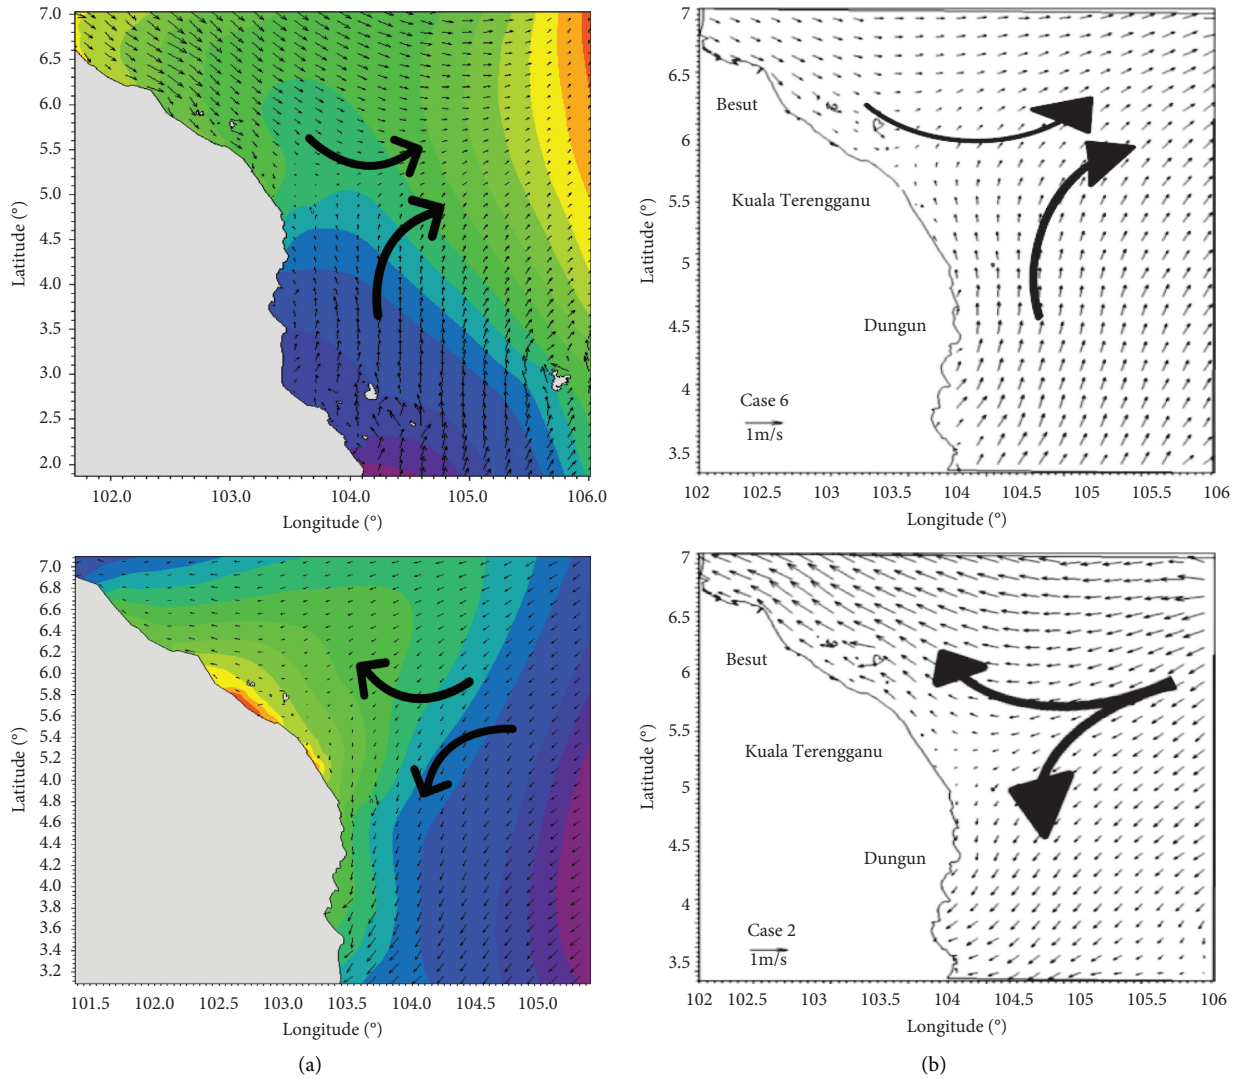 7.0
6.5
6.0
5.5
5.0
4.5
4.0
3.5
3.0
2.5
2.0
Latitude (°)
102.0 103.0 104.0 105.0 106.0
Longitude (°)
7
6.5
6
5.5
5
4.5
4
3.5
Latitude (°)
Besut
Kuala Terengganu
Dungun
Case 6
1m/s
102 102.5 103 103.5 104 104.5 105 105.5 106
Longitude (°)
7.0
6.8
6.6
6.4
6.2
6.0
5.8
5.6
5.4
5.2
4.0
4.8
4.6
4.4
4.2
4.0
3.8
3.6
3.4
3.2
Latitude (°)
101.5 102.0 102.5 103.0 103.5 104.0 104.5 105.0
Longitude (°)
(a)
7
6.5
6
5.5
5
4.5
4
3.5
Latitude (°)
Besut
Kuala Terengganu
Dungun
Case 2
1m/s
102 102.5 103 103.5 104 104.5 105 105.5 106
Longitude (°)
(b)